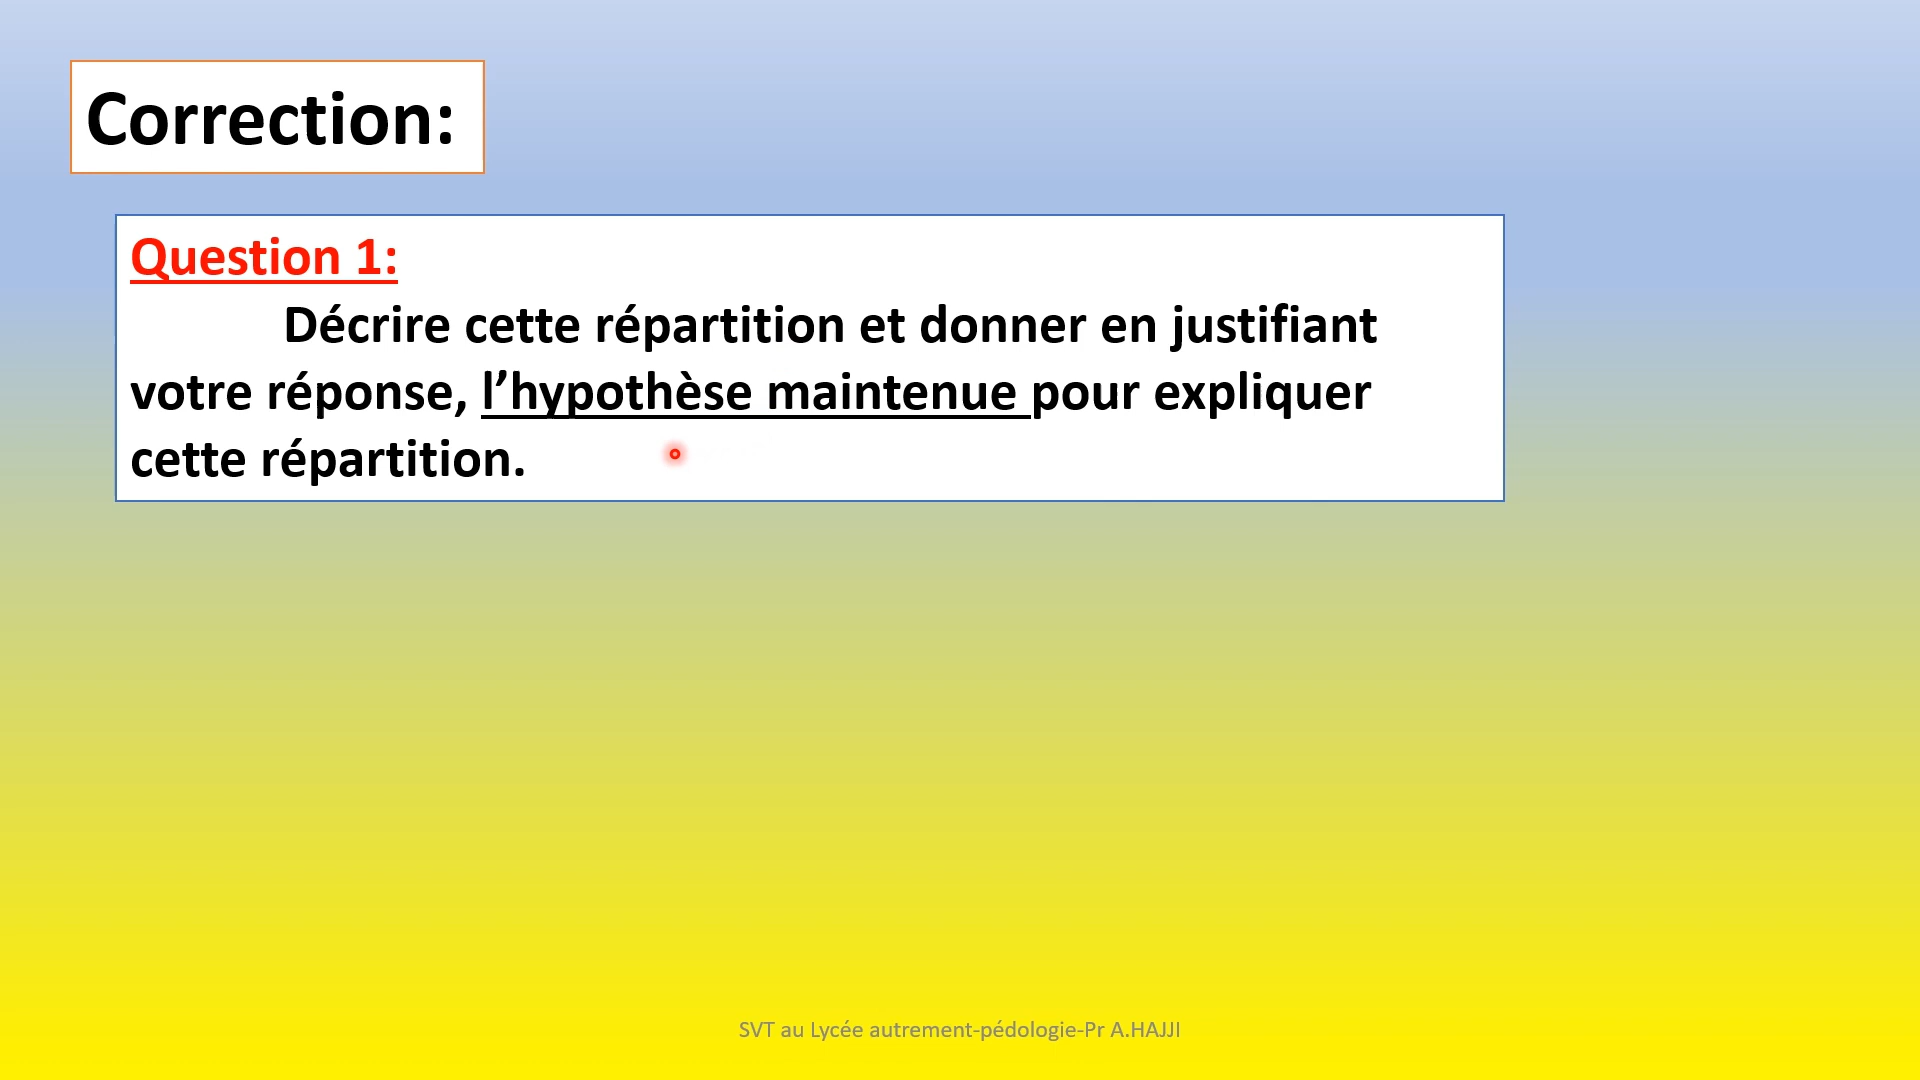 Correction:
Question 1:
Décrire cette répartition et donner en justifiant
votre réponse, l’hypothèse maintenue pour expliquer
cette répartition.
SVT au Lycée autrement-pédologie-Pr A.HAJJI